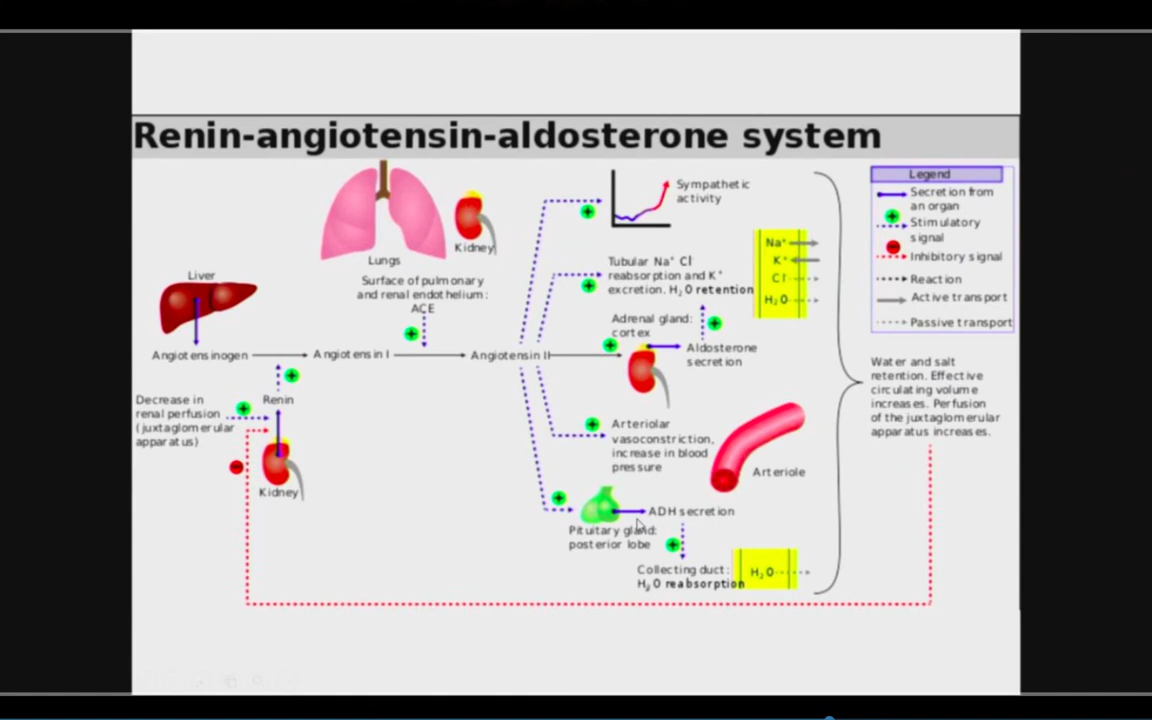 Renin-angiotensin-aldosterone system
Lungs
Kidney
Surface of pulmonary
and renal endothelium:
ACE
Liver
Angiotensinogen
Angiotensin I
Angiotensin II
Decrease in
renal perfusion
(juxtaglomerular
apparatus)
Renin
Kidney
Sympathetic
activity
Tubular Na⁺ Cl⁻
reabsorption and K⁺
excretion. H₂O retention
Na⁺
K⁺
Cl⁻
H₂O
Adrenal gland:
cortex
Aldosterone
secretion
Arteriolar
vasoconstriction,
increase in blood
pressure
Arteriole
ADH secretion
Pituitary gland:
posterior lobe
Collecting duct:
H₂O reabsorption
H₂O
Legend
Secretion from
an organ
Stimulatory
signal
Inhibitory signal
Reaction
Active transport
Passive transport
Water and salt
retention. Effective
circulating volume
increases. Perfusion
of the juxtaglomerular
apparatus increases.